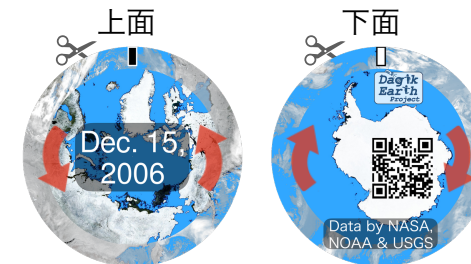 上面
下面
Dagik
Earth
Project
Dec. 15,
2006
Data by NASA,
NOAA & USGS